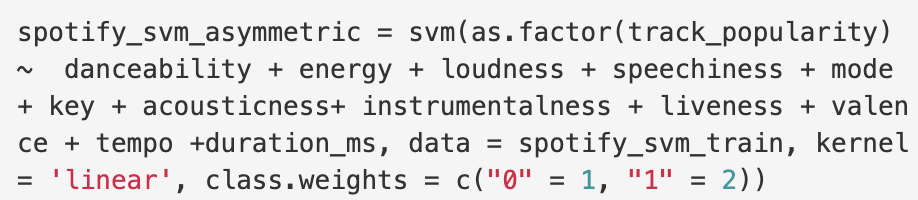 spotify_svm_asymmetric = svm(as.factor(track_popularity)
~  danceability + energy + loudness + speechiness + mode
+ key + acousticness+ instrumentalness + liveness + valen
ce + tempo +duration_ms, data = spotify_svm_train, kernel
= 'linear', class.weights = c("0" = 1, "1" = 2))